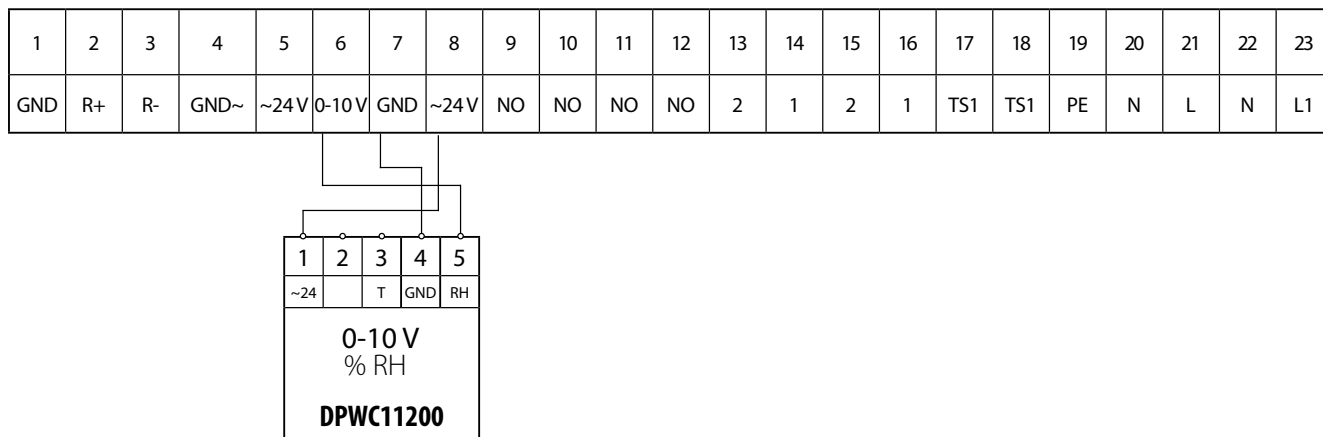 1 2 3 4 5 6 7 8 9 10 11 12 13 14 15 16 17 18 19 20 21 22 23
GND R+ R- GND~ ~24 V 0-10 V GND ~24 V NO NO NO NO 2 1 2 1 TS1 TS1 PE N L N L1
1 2 3 4 5
~24 T GND RH
0-10 V
% RH
DPWC11200